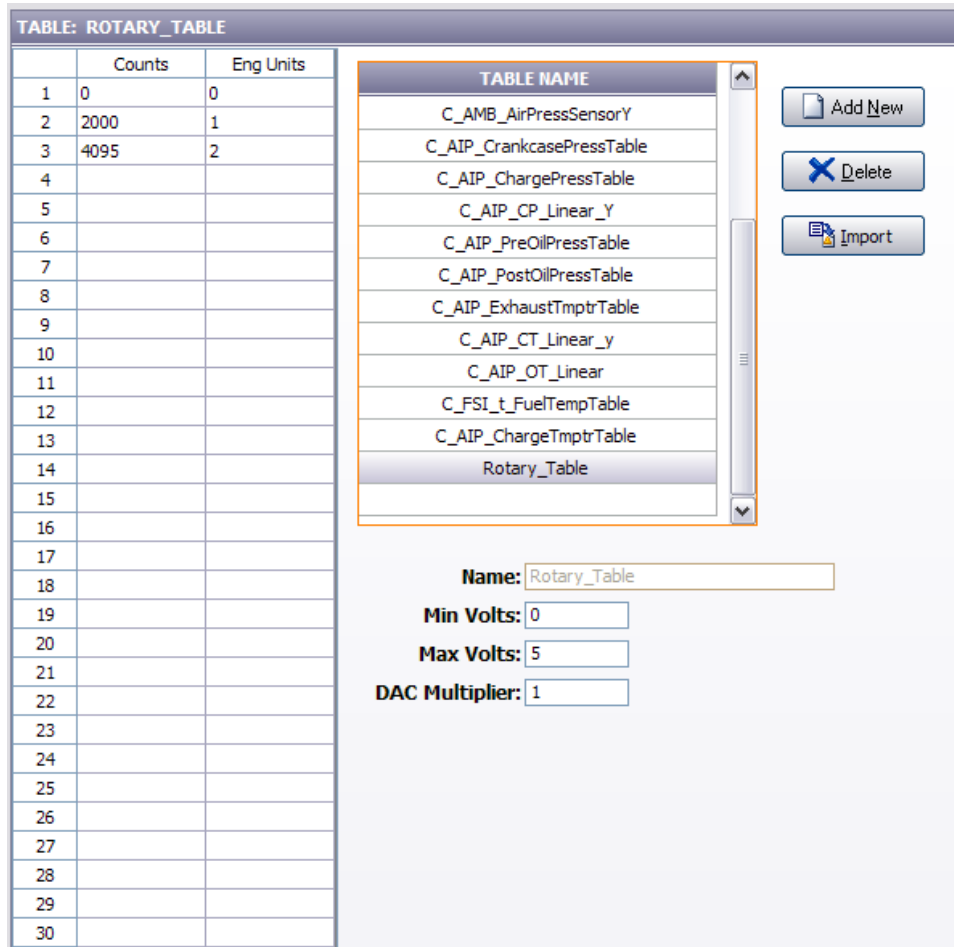 TABLE: ROTARY_TABLE
Counts Eng Units
1 0 0
2 2000 1
3 4095 2
4
5
6
7
8
9
10
11
12
13
14
15
16
17
18
19
20
21
22
23
24
25
26
27
28
29
30
TABLE NAME
C_AMB_AirPressSensorY
C_AIP_CrankcasePressTable
C_AIP_ChargePressTable
C_AIP_CP_Linear_Y
C_AIP_PreOilPressTable
C_AIP_PostOilPressTable
C_AIP_ExhaustTmptrTable
C_AIP_CT_Linear_y
C_AIP_OT_Linear
C_FSI_t_FuelTempTable
C_AIP_ChargeTmptrTable
Rotary_Table
Add New
Delete
Import
Name: Rotary_Table
Min Volts: 0
Max Volts: 5
DAC Multiplier: 1